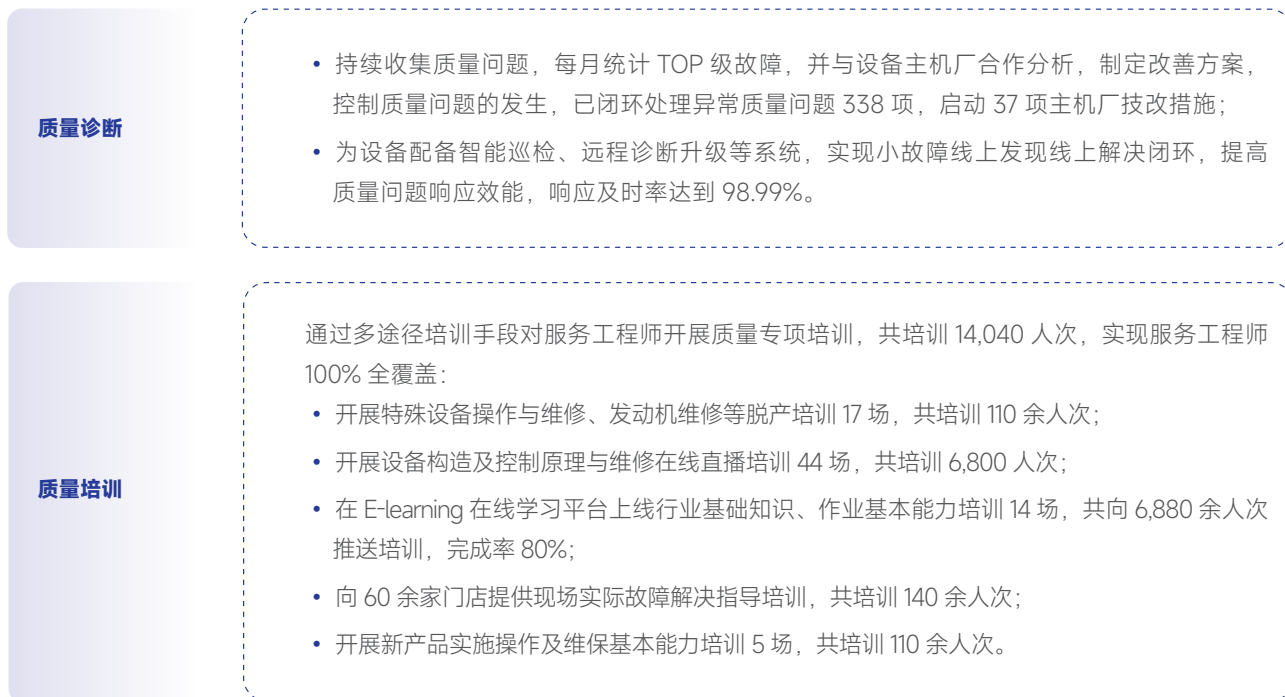 质量诊断
• 持续收集质量问题，每月统计 TOP 级故障，并与设备主机厂合作分析，制定改善方案，
控制质量问题的发生，已闭环处理异常质量问题 338 项，启动 37 项主机厂技改措施；
• 为设备配备智能巡检、远程诊断升级等系统，实现小故障线上发现线上解决闭环，提高
质量问题响应效能，响应及时率达到 98.99%。
质量培训
通过多途径培训手段对服务工程师开展质量专项培训，共培训 14,040 人次，实现服务工程师
100% 全覆盖：
• 开展特殊设备操作与维修、发动机维修等脱产培训 17 场，共培训 110 余人次；
• 开展设备构造及控制原理与维修在线直播培训 44 场，共培训 6,800 人次；
• 在 E-learning 在线学习平台上线行业基础知识、作业基本能力培训 14 场，共向 6,880 余人次
推送培训，完成率 80%；
• 向 60 余家门店提供现场实际故障解决指导培训，共培训 140 余人次；
• 开展新产品实施操作及维保基本能力培训 5 场，共培训 110 余人次。